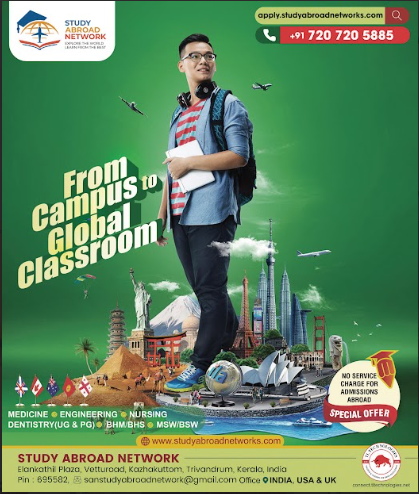 STUDY
ABROAD
NETWORK
EXPLORE THE WORLD
LEARN FROM THE BEST
apply.studyabroadnetworks.com
+91 720 720 5885
From
Campus to
Global
Classroom
NO SERVICE
CHARGE FOR
ADMISSIONS
ABROAD
SPECIAL OFFER
MEDICINE ENGINEERING NURSING
DENTISTRY(UG & PG) BHM/BHS MSW/BSW
www.studyabroadnetworks.com
STUDY ABROAD NETWORK
Elankathil Plaza, Vetturoad, Kazhakuttom, Trivandrum, Kerala, India
Pin : 695582, sanstudyabroadnetwork@gmail.com Office INDIA, USA & UK